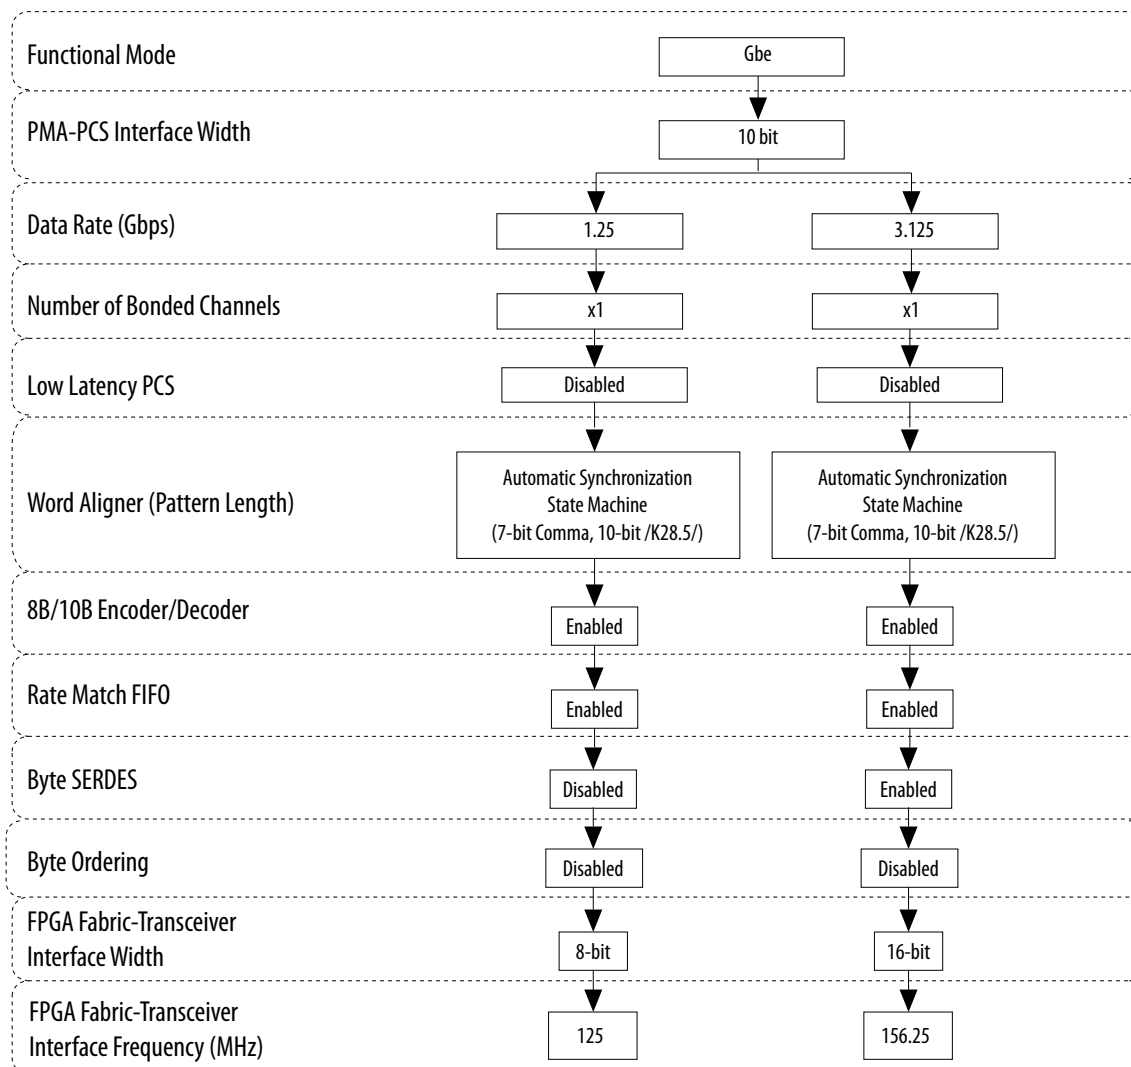 Functional Mode
Gbe
PMA-PCS Interface Width
10 bit
Data Rate (Gbps)
1.25
3.125
Number of Bonded Channels
x1
x1
Low Latency PCS
Disabled
Disabled
Word Aligner (Pattern Length)
Automatic Synchronization
State Machine
(7-bit Comma, 10-bit /K28.5/)
Automatic Synchronization
State Machine
(7-bit Comma, 10-bit /K28.5/)
8B/10B Encoder/Decoder
Enabled
Enabled
Rate Match FIFO
Enabled
Enabled
Byte SERDES
Disabled
Enabled
Byte Ordering
Disabled
Disabled
FPGA Fabric-Transceiver
Interface Width
8-bit
16-bit
FPGA Fabric-Transceiver
Interface Frequency (MHz)
125
156.25